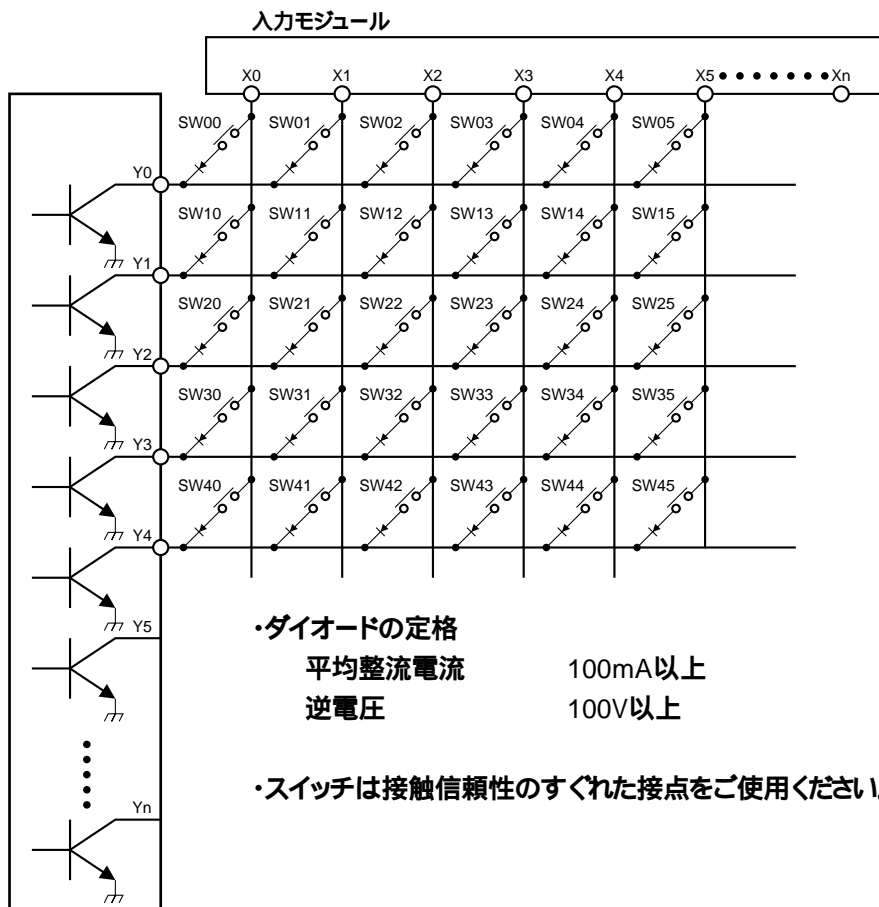 入力モジュール
X0 X1 X2 X3 X4 X5 Xn
SW00 SW01 SW02 SW03 SW04 SW05
Y0
SW10 SW11 SW12 SW13 SW14 SW15
Y1
SW20 SW21 SW22 SW23 SW24 SW25
Y2
SW30 SW31 SW32 SW33 SW34 SW35
Y3
SW40 SW41 SW42 SW43 SW44 SW45
Y4
Y5
・ダイオードの定格
平均整流電流 100mA以上
逆電圧 100V以上
・スイッチは接触信頼性のすぐれた接点をご使用ください。
Yn